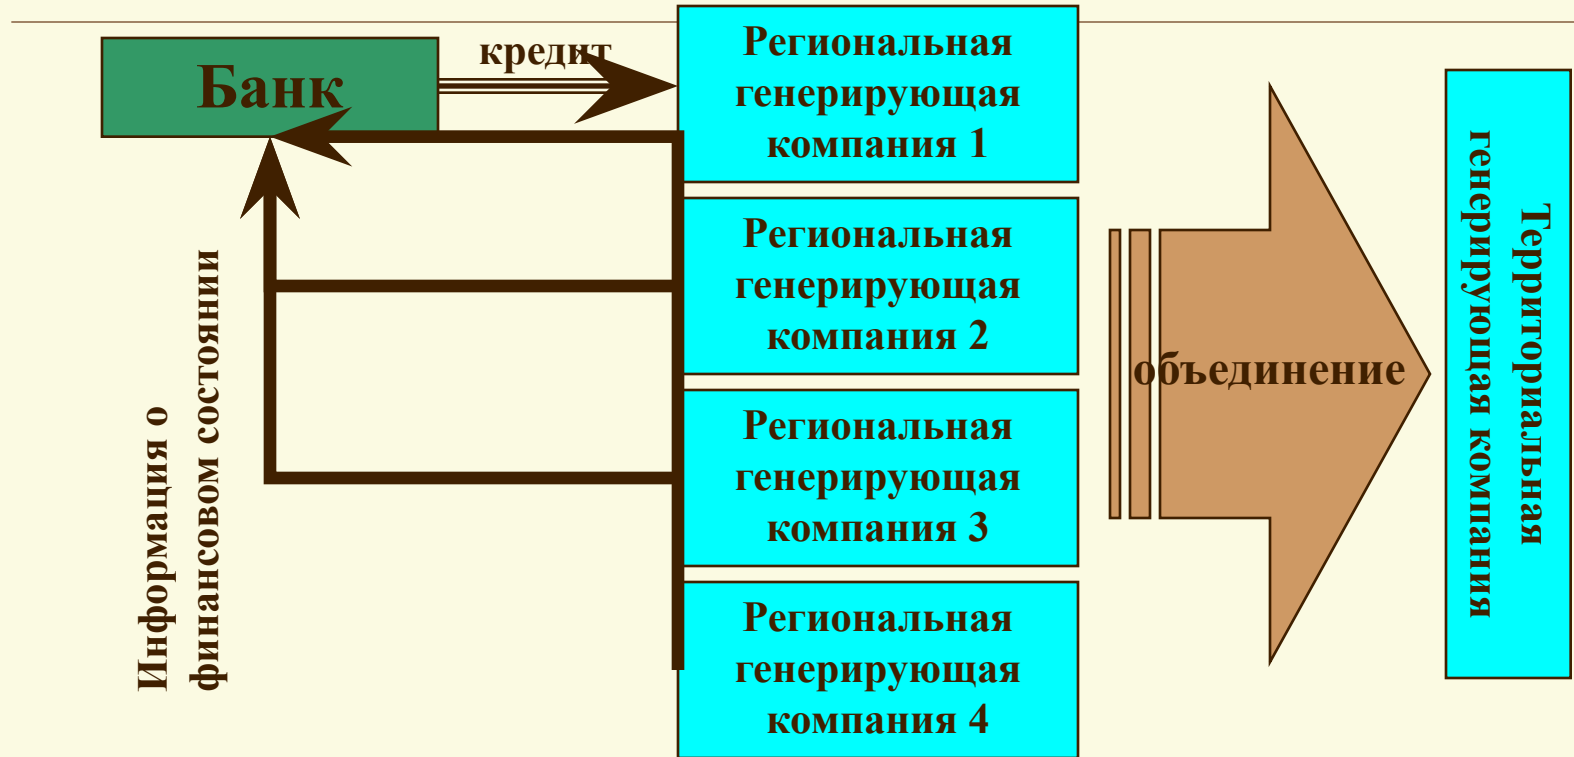 Банк
кредит
Региональная
генерирующая
компания 1
Региональная
генерирующая
компания 2
Региональная
генерирующая
компания 3
Региональная
генерирующая
компания 4
Информация о
финансовом состоянии
объединение
Территориальная
генерирующая компания